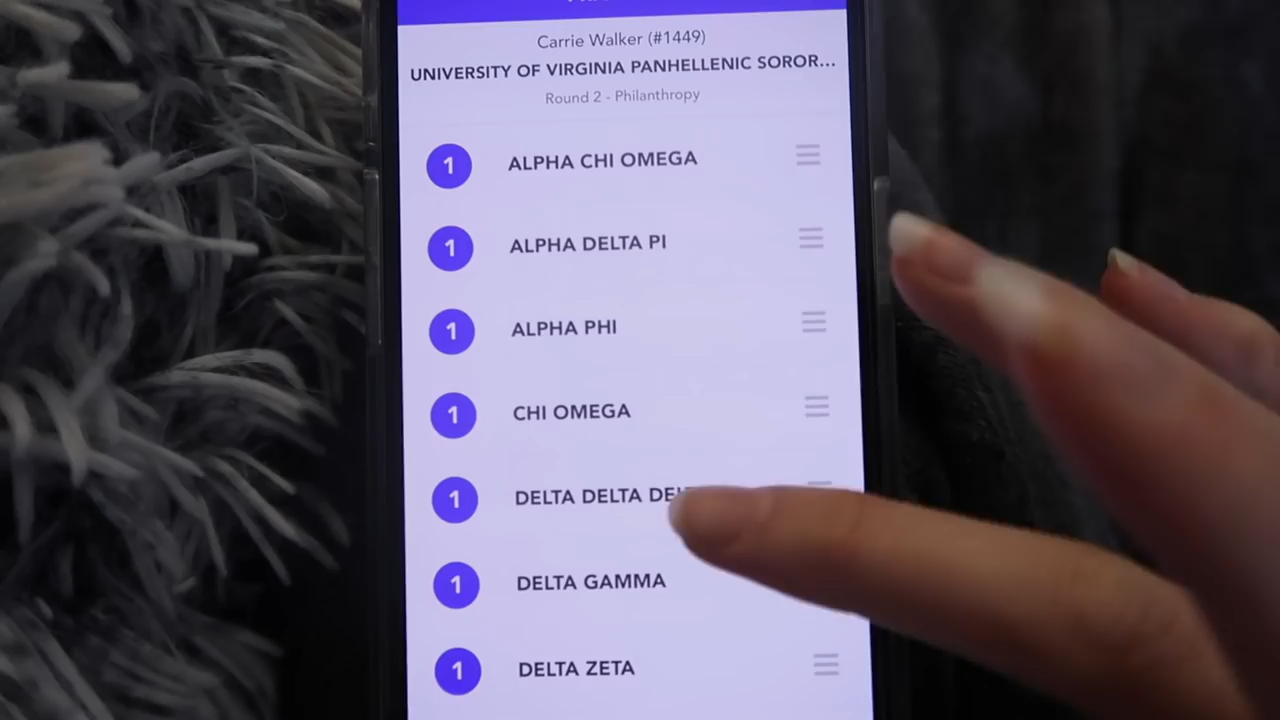 Carrie Walker (#1449)
UNIVERSITY OF VIRGINIA PANHELLENIC SOROR...
Round 2 - Philanthropy
1 ALPHA CHI OMEGA
1 ALPHA DELTA PI
1 ALPHA PHI
1 CHI OMEGA
1 DELTA DELTA
1 DELTA GAMMA
1 DELTA ZETA